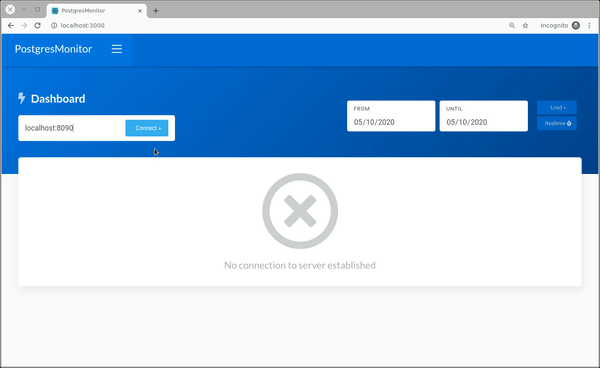 PostgresMonitor
localhost:3000
Incognito
PostgresMonitor
Dashboard
localhost:8090
Connect »
FROM
05/10/2020
UNTIL
05/10/2020
Load »
Realtime
No connection to server established